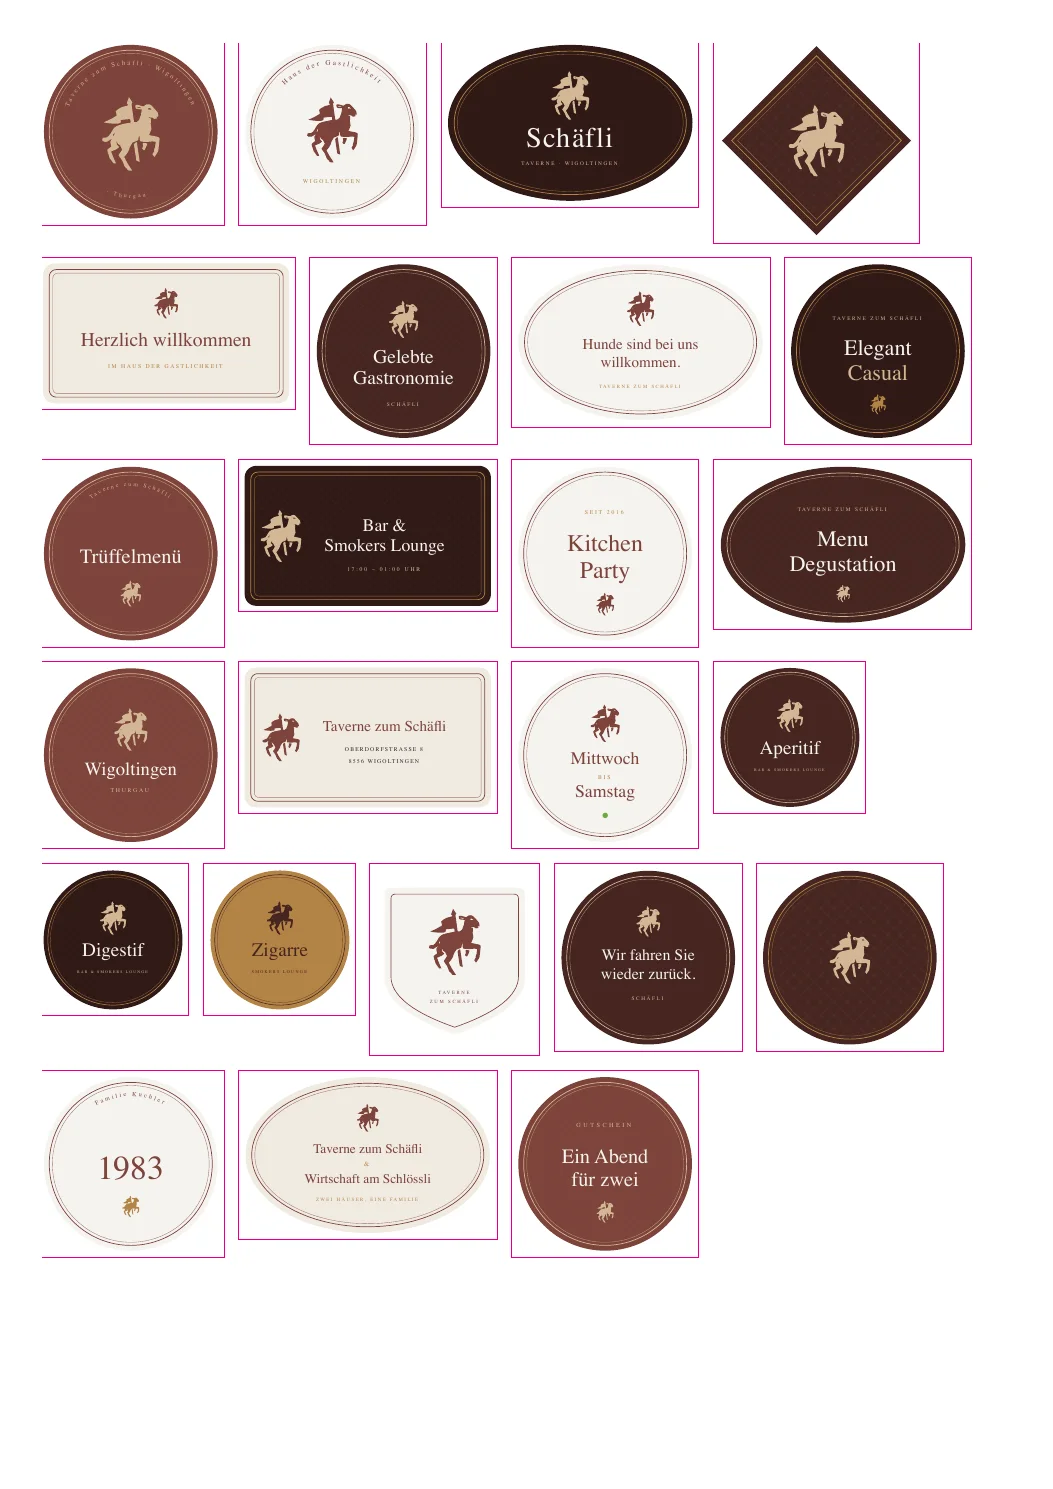 Taverne zum Schäfli · Wigoltingen
· Thurgau
Haus der Gastlichkeit
WIGOLTINGEN
Schäfli
TAVERNE · WIGOLTINGEN
Herzlich willkommen
IM HAUS DER GASTLICHKEIT
Gelebte
Gastronomie
SCHÄFLI
Hunde sind bei uns
willkommen.
TAVERNE ZUM SCHÄFLI
TAVERNE ZUM SCHÄFLI
Elegant
Casual
Taverne zum Schäfli
Trüffelmenü
Bar &
Smokers Lounge
17:00 – 01:00 UHR
SEIT 2016
Kitchen
Party
TAVERNE ZUM SCHÄFLI
Menu
Degustation
Wigoltingen
THURGAU
Taverne zum Schäfli
OBERDORFSTRASSE 8
8556 WIGOLTINGEN
Mittwoch
BIS
Samstag
Aperitif
BAR & SMOKERS LOUNGE
Digestif
BAR & SMOKERS LOUNGE
Zigarre
SMOKERS LOUNGE
TAVERNE
ZUM SCHÄFLI
Wir fahren Sie
wieder zurück.
SCHÄFLI
Familie Kuchler
1983
Taverne zum Schäfli
&
Wirtschaft am Schlössli
ZWEI HÄUSER. EINE FAMILIE
GUTSCHEIN
Ein Abend
für zwei